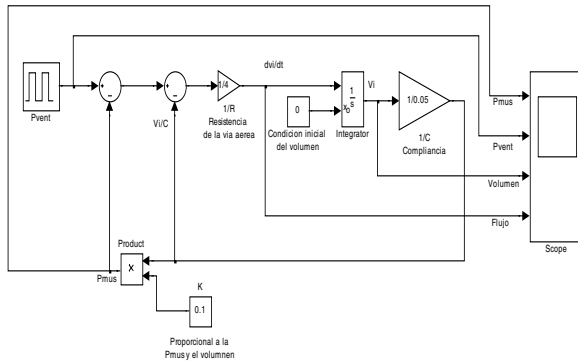 dvi/dt
Pvent
+
-
+
-
Vi/C
1/4
1/R
Resistencia
de la via aerea
0
Condicion inicial
del volumen
1
s
xo
Integrator
Vi
1/0.05
1/C
Compliancia
Pmus
Pvent
Volumen
Flujo
Scope
Product
x
Pmus
K
0.1
Proporcional a la
Pmus y el volumnen